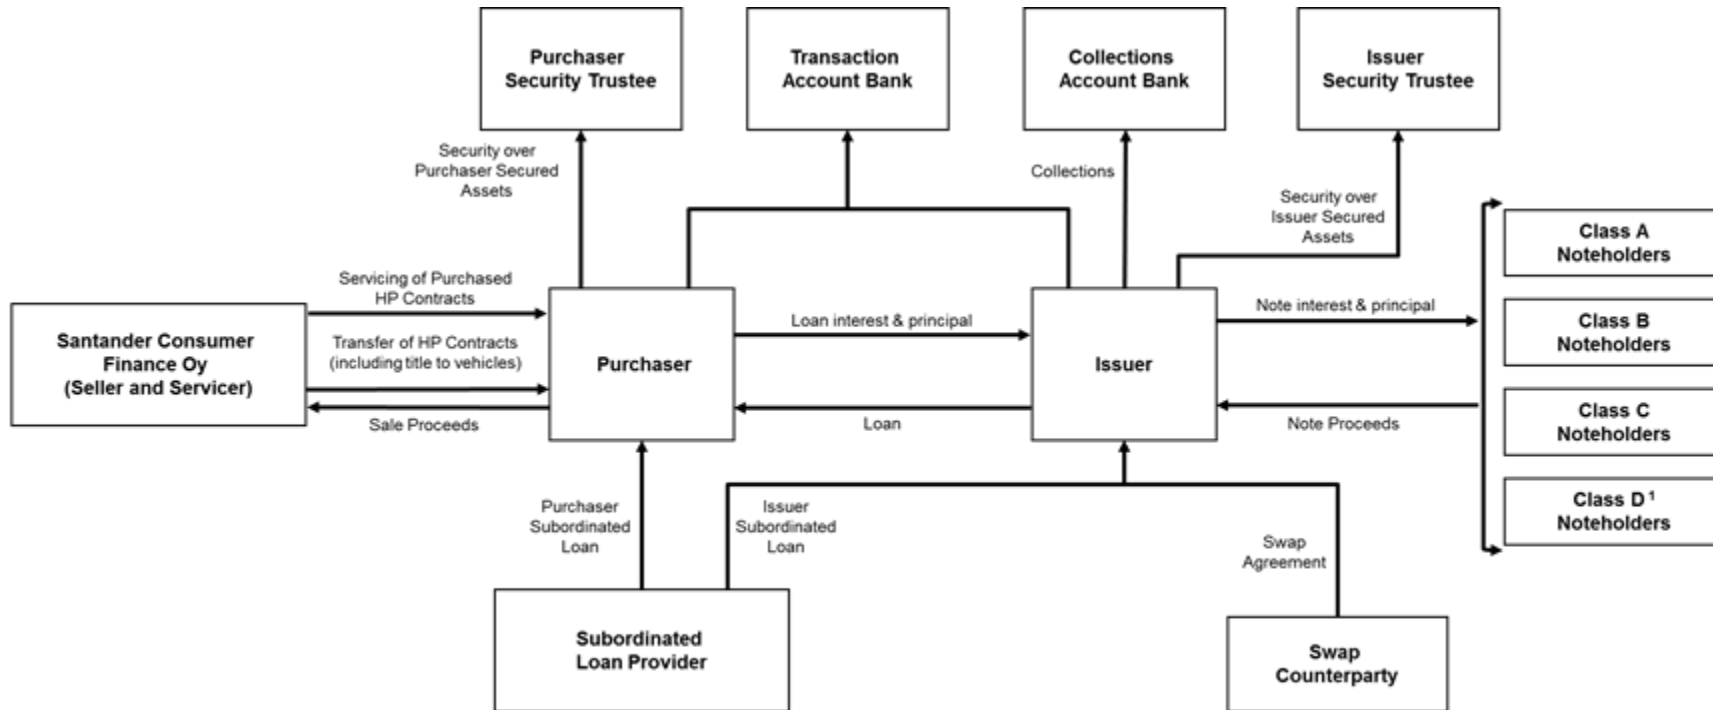 Purchaser
Security Trustee
Transaction
Account Bank
Collections
Account Bank
Issuer
Security Trustee
Security over
Purchaser Secured
Assets
Collections
Security over
Issuer Secured
Assets
Servicing of Purchased
HP Contracts
Santander Consumer
Finance Oy
(Seller and Servicer)
Transfer of HP Contracts
(including title to vehicles)
Sale Proceeds
Purchaser
Loan interest & principal
Loan
Issuer
Note interest & principal
Note Proceeds
Class A
Noteholders
Class B
Noteholders
Class C
Noteholders
Class D 1
Noteholders
Purchaser
Subordinated
Loan
Issuer
Subordinated
Loan
Swap
Agreement
Subordinated
Loan Provider
Swap
Counterparty